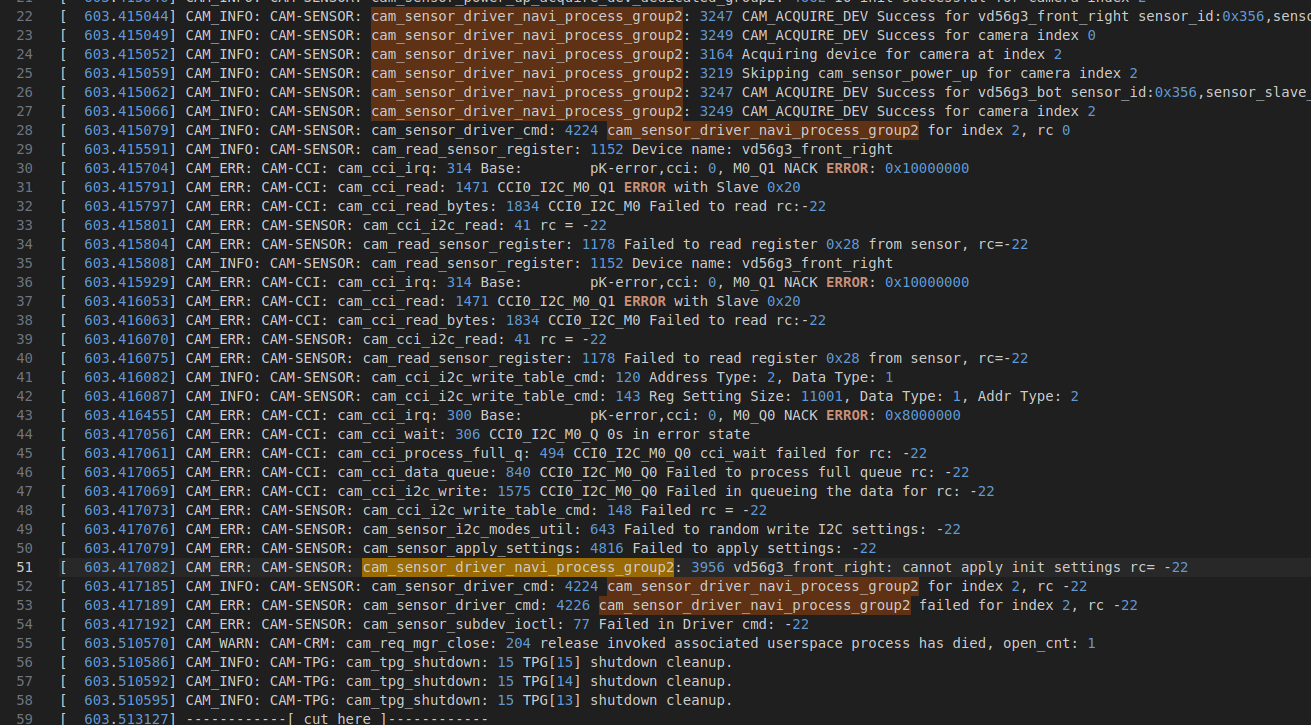 22 [ 603.415044] CAM_INFO: CAM-SENSOR: cam_sensor_driver_navi_process_group2: 3247 CAM_ACQUIRE_DEV Success for vd56g3_front_right sensor_id:0x356,sens
23 [ 603.415049] CAM_INFO: CAM-SENSOR: cam_sensor_driver_navi_process_group2: 3249 CAM_ACQUIRE_DEV Success for camera index 0
24 [ 603.415052] CAM_INFO: CAM-SENSOR: cam_sensor_driver_navi_process_group2: 3164 Acquiring device for camera at index 2
25 [ 603.415059] CAM_INFO: CAM-SENSOR: cam_sensor_driver_navi_process_group2: 3219 Skipping cam_sensor_power_up for camera index 2
26 [ 603.415062] CAM_INFO: CAM-SENSOR: cam_sensor_driver_navi_process_group2: 3247 CAM_ACQUIRE_DEV Success for vd56g3_bot sensor_id:0x356,sensor_slave_
27 [ 603.415066] CAM_INFO: CAM-SENSOR: cam_sensor_driver_navi_process_group2: 3249 CAM_ACQUIRE_DEV Success for camera index 2
28 [ 603.415079] CAM_INFO: CAM-SENSOR: cam_sensor_driver_cmd: 4224 cam_sensor_driver_navi_process_group2 for index 2, rc 0
29 [ 603.415591] CAM_INFO: CAM-SENSOR: cam_read_sensor_register: 1152 Device name: vd56g3_front_right
30 [ 603.415704] CAM_ERR: CAM-CCI: cam_cci_irq: 314 Base:        pK-error,cci: 0, M0_Q1 NACK ERROR: 0x10000000
31 [ 603.415791] CAM_ERR: CAM-CCI: cam_cci_read: 1471 CCI0_I2C_M0_Q1 ERROR with Slave 0x20
32 [ 603.415797] CAM_ERR: CAM-CCI: cam_cci_read_bytes: 1834 CCI0_I2C_M0 Failed to read rc:-22
33 [ 603.415801] CAM_ERR: CAM-SENSOR: cam_cci_i2c_read: 41 rc = -22
34 [ 603.415804] CAM_ERR: CAM-SENSOR: cam_read_sensor_register: 1178 Failed to read register 0x28 from sensor, rc=-22
35 [ 603.415808] CAM_INFO: CAM-SENSOR: cam_read_sensor_register: 1152 Device name: vd56g3_front_right
36 [ 603.415929] CAM_ERR: CAM-CCI: cam_cci_irq: 314 Base:        pK-error,cci: 0, M0_Q1 NACK ERROR: 0x10000000
37 [ 603.416053] CAM_ERR: CAM-CCI: cam_cci_read: 1471 CCI0_I2C_M0_Q1 ERROR with Slave 0x20
38 [ 603.416063] CAM_ERR: CAM-CCI: cam_cci_read_bytes: 1834 CCI0_I2C_M0 Failed to read rc:-22
39 [ 603.416070] CAM_ERR: CAM-SENSOR: cam_cci_i2c_read: 41 rc = -22
40 [ 603.416075] CAM_ERR: CAM-SENSOR: cam_read_sensor_register: 1178 Failed to read register 0x28 from sensor, rc=-22
41 [ 603.416082] CAM_INFO: CAM-SENSOR: cam_cci_i2c_write_table_cmd: 120 Address Type: 2, Data Type: 1
42 [ 603.416087] CAM_INFO: CAM-SENSOR: cam_cci_i2c_write_table_cmd: 143 Reg Setting Size: 11001, Data Type: 1, Addr Type: 2
43 [ 603.416455] CAM_ERR: CAM-CCI: cam_cci_irq: 300 Base:        pK-error,cci: 0, M0_Q0 NACK ERROR: 0x8000000
44 [ 603.417056] CAM_ERR: CAM-CCI: cam_cci_wait: 306 CCI0_I2C_M0_Q 0s in error state
45 [ 603.417061] CAM_ERR: CAM-CCI: cam_cci_process_full_q: 494 CCI0_I2C_M0_Q0 cci_wait failed for rc: -22
46 [ 603.417065] CAM_ERR: CAM-CCI: cam_cci_data_queue: 840 CCI0_I2C_M0_Q0 Failed to process full queue rc: -22
47 [ 603.417069] CAM_ERR: CAM-CCI: cam_cci_i2c_write: 1575 CCI0_I2C_M0_Q0 Failed in queueing the data for rc: -22
48 [ 603.417073] CAM_ERR: CAM-SENSOR: cam_cci_i2c_write_table_cmd: 148 Failed rc = -22
49 [ 603.417076] CAM_ERR: CAM-SENSOR: cam_sensor_i2c_modes_util: 643 Failed to random write I2C settings: -22
50 [ 603.417079] CAM_ERR: CAM-SENSOR: cam_sensor_apply_settings: 4816 Failed to apply settings: -22
51 [ 603.417082] CAM_ERR: CAM-SENSOR: cam_sensor_driver_navi_process_group2: 3956 vd56g3_front_right: cannot apply init settings rc= -22
52 [ 603.417185] CAM_INFO: CAM-SENSOR: cam_sensor_driver_cmd: 4224 cam_sensor_driver_navi_process_group2 for index 2, rc -22
53 [ 603.417189] CAM_ERR: CAM-SENSOR: cam_sensor_driver_cmd: 4226 cam_sensor_driver_navi_process_group2 failed for index 2, rc -22
54 [ 603.417192] CAM_ERR: CAM-SENSOR: cam_sensor_subdev_ioctl: 77 Failed in Driver cmd: -22
55 [ 603.510570] CAM_WARN: CAM-CRM: cam_req_mgr_close: 204 release invoked associated userspace process has died, open_cnt: 1
56 [ 603.510586] CAM_INFO: CAM-TPG: cam_tpg_shutdown: 15 TPG[15] shutdown cleanup.
57 [ 603.510592] CAM_INFO: CAM-TPG: cam_tpg_shutdown: 15 TPG[14] shutdown cleanup.
58 [ 603.510595] CAM_INFO: CAM-TPG: cam_tpg_shutdown: 15 TPG[13] shutdown cleanup.
59 [ 603.513127] ------------[ cut here ]------------